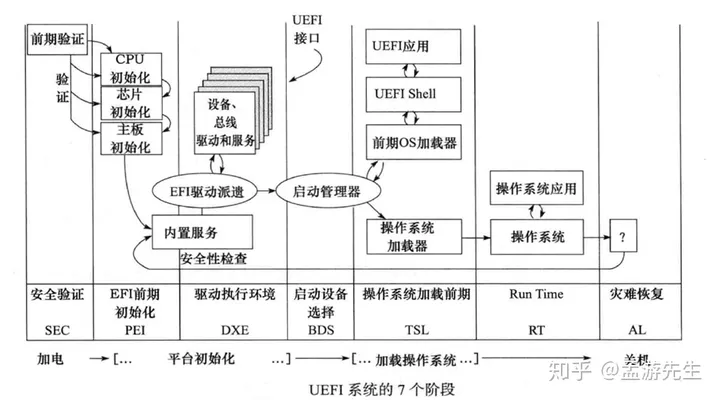 UEFI
接口
前期验证
验
证
CPU
初始化
芯片
初始化
主板
初始化
设备、
总线
驱动和服务
UEFI应用
UEFI Shell
前期OS加载器
EFI驱动派遣
启动管理器
操作系统应用
内置服务
操作系统
加载器
操作系统
?
安全性检查
安全验证
SEC
EFI前期
初始化
PEI
驱动执行环境
DXE
启动设备
选择
BDS
操作系统加载前期
TSL
Run Time
RT
灾难恢复
AL
加电
[… 平台初始化 …]
[… 加载操作系统 …]
关机
知乎 @孟游先生
UEFI 系统的 7 个阶段